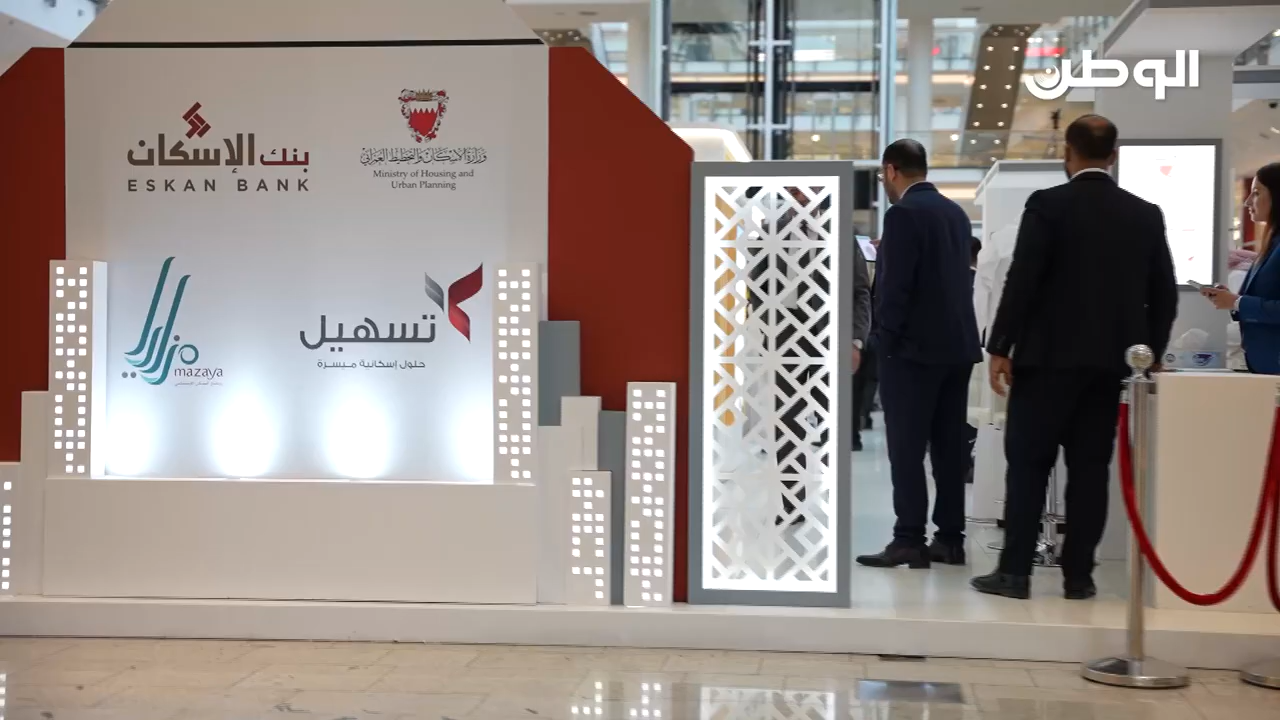 الوطن
بنك الإسكان
ESKAN BANK
وزارة الإسكان والتخطيط العمراني
Ministry of Housing and
Urban Planning
مزايا
mazaya
تسهيل
حلول إسكانية ميسرة